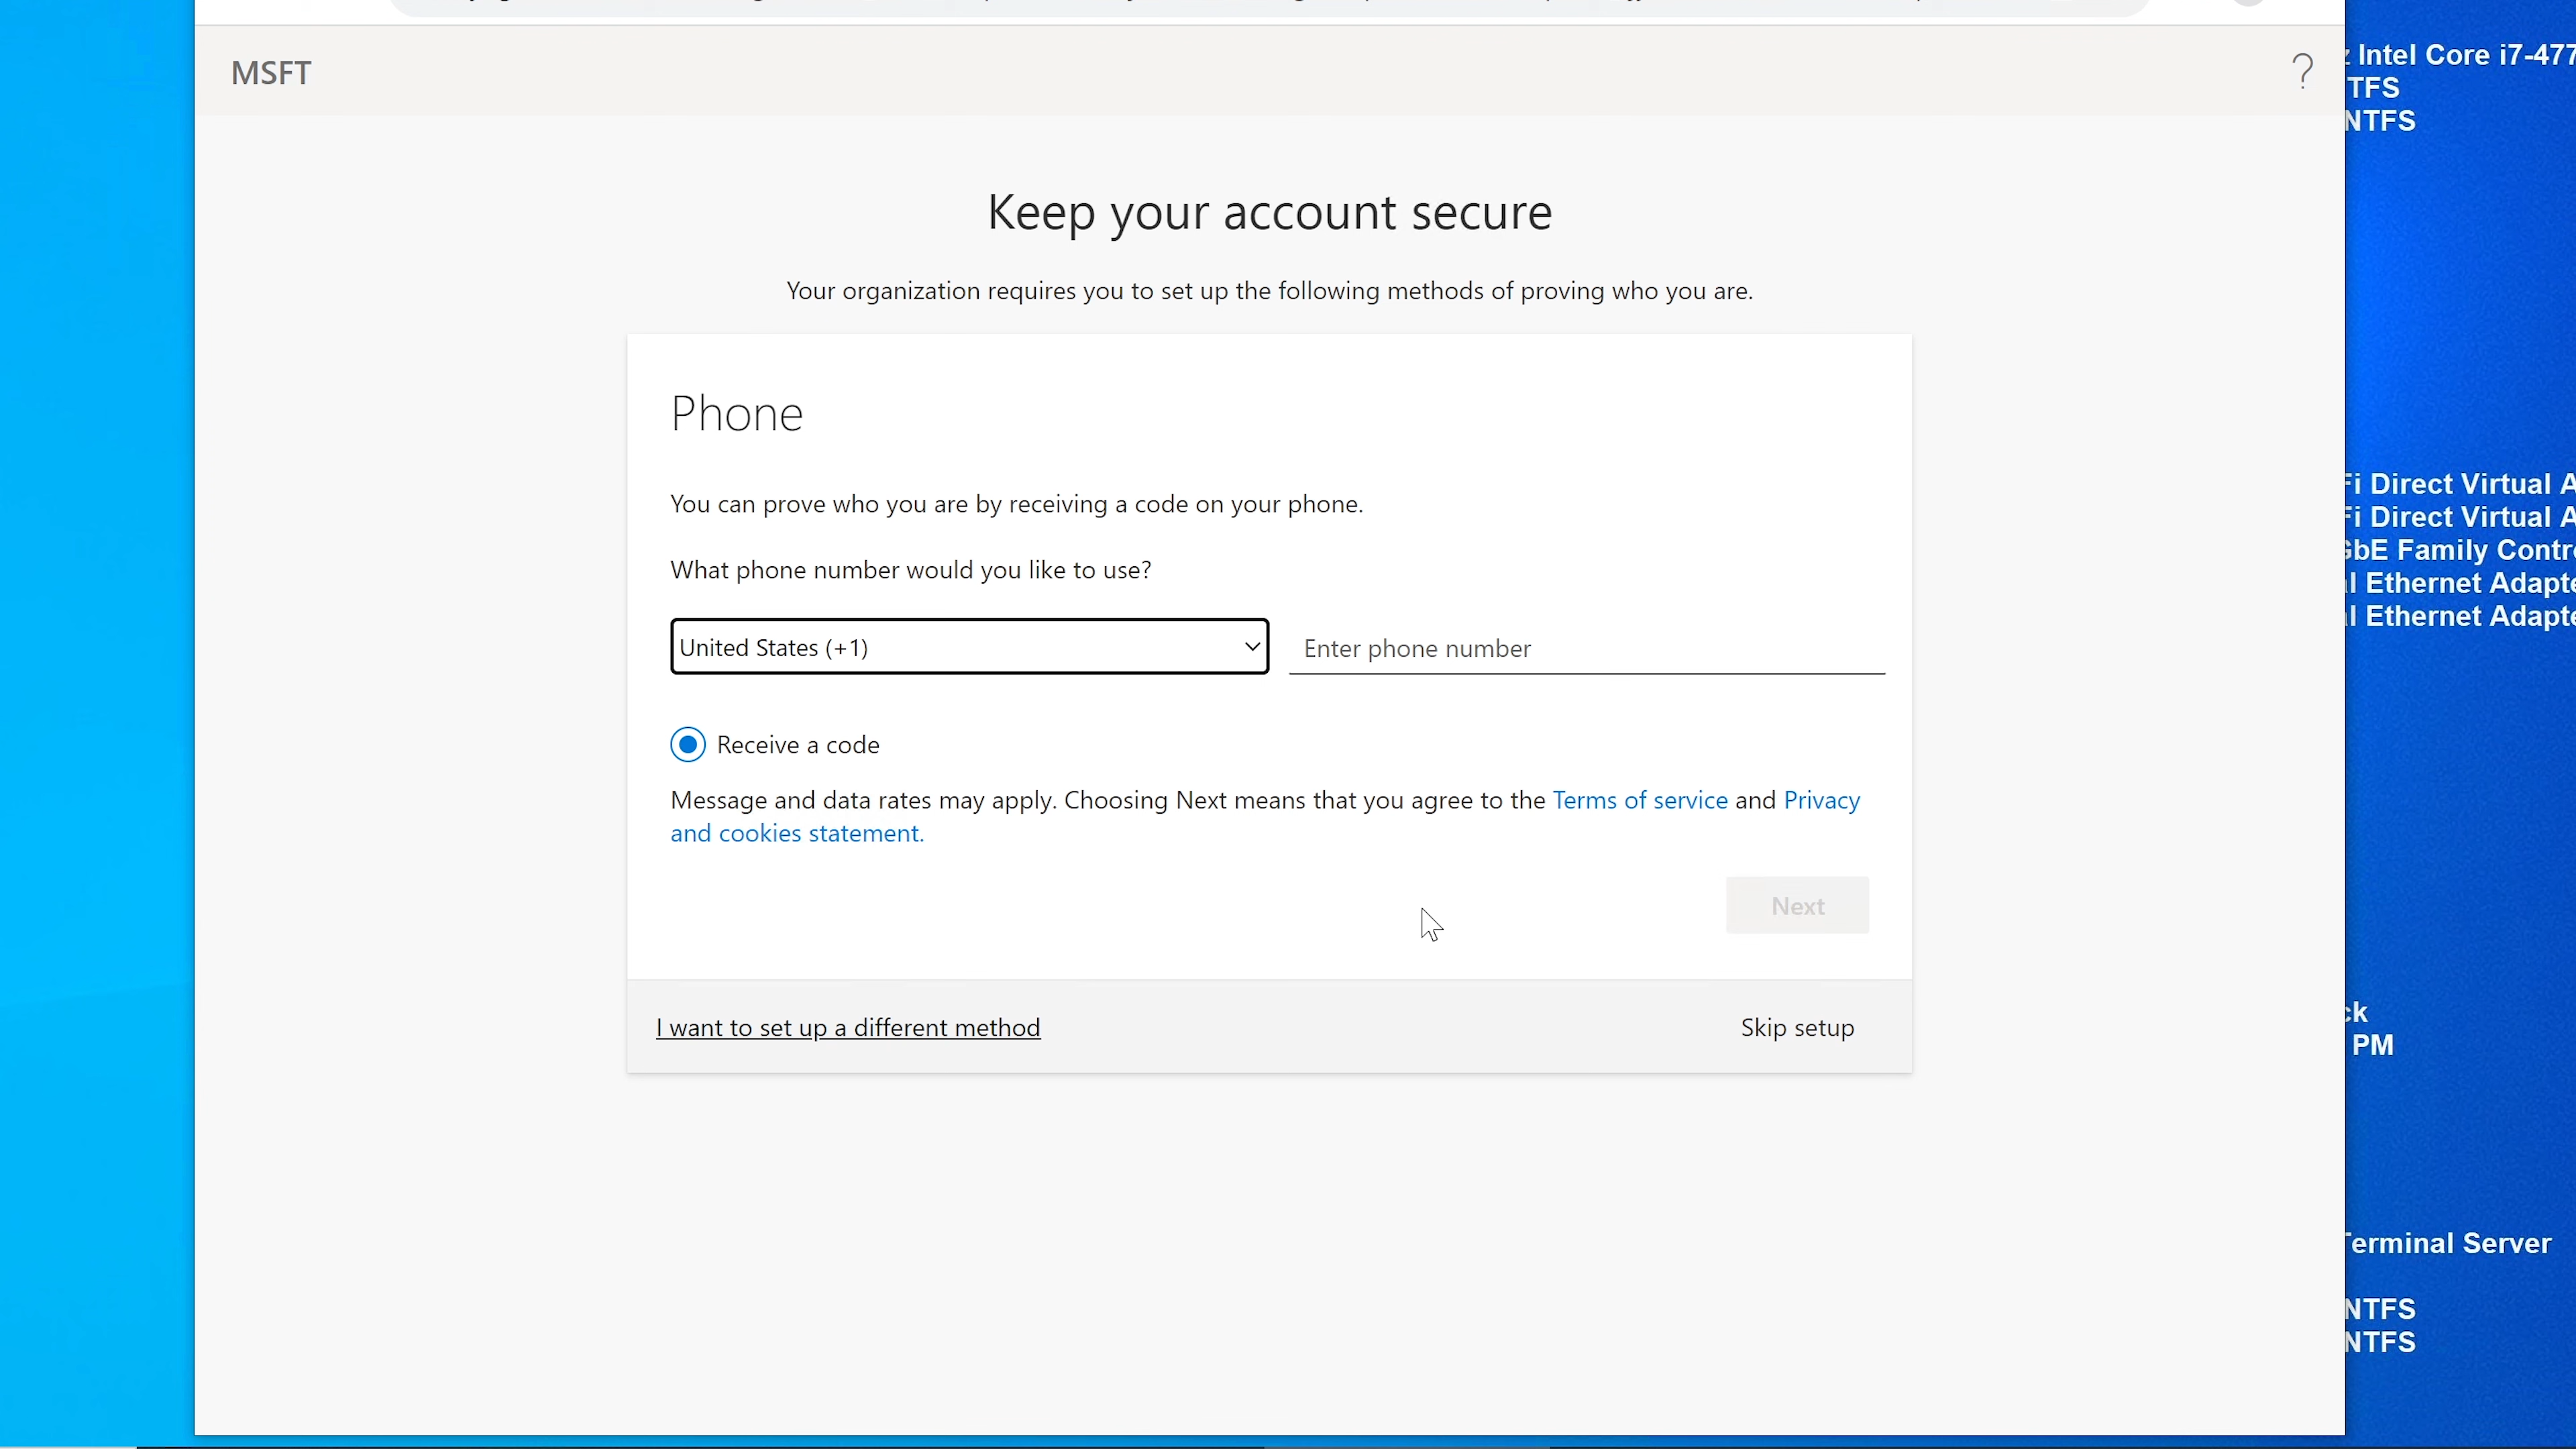 MSFT
Keep your account secure
Your organization requires you to set up the following methods of proving who you are.
Phone
You can prove who you are by receiving a code on your phone.
What phone number would you like to use?
United States (+1)
Enter phone number
Receive a code
Message and data rates may apply. Choosing Next means that you agree to the Terms of service and Privacy
and cookies statement.
Next
I want to set up a different method
Skip setup
Intel Core i7-477
TFS
NTFS
Fi Direct Virtual A
Fi Direct Virtual A
GbE Family Contr
l Ethernet Adapte
l Ethernet Adapte
ck
PM
Terminal Server
NTFS
NTFS